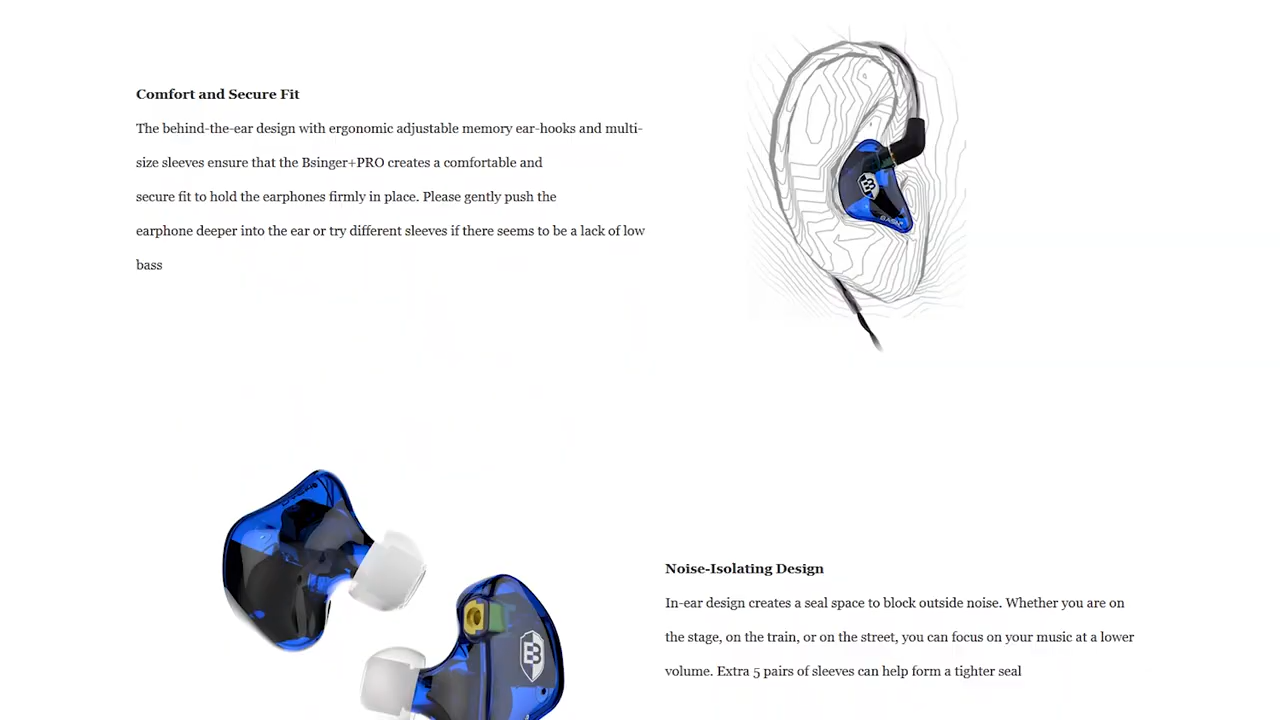 Comfort and Secure Fit
The behind-the-ear design with ergonomic adjustable memory ear-hooks and multi-
size sleeves ensure that the Bsinger+PRO creates a comfortable and
secure fit to hold the earphones firmly in place. Please gently push the
earphone deeper into the ear or try different sleeves if there seems to be a lack of low
bass
BASN
Noise-Isolating Design
In-ear design creates a seal space to block outside noise. Whether you are on
the stage, on the train, or on the street, you can focus on your music at a lower
volume. Extra 5 pairs of sleeves can help form a tighter seal